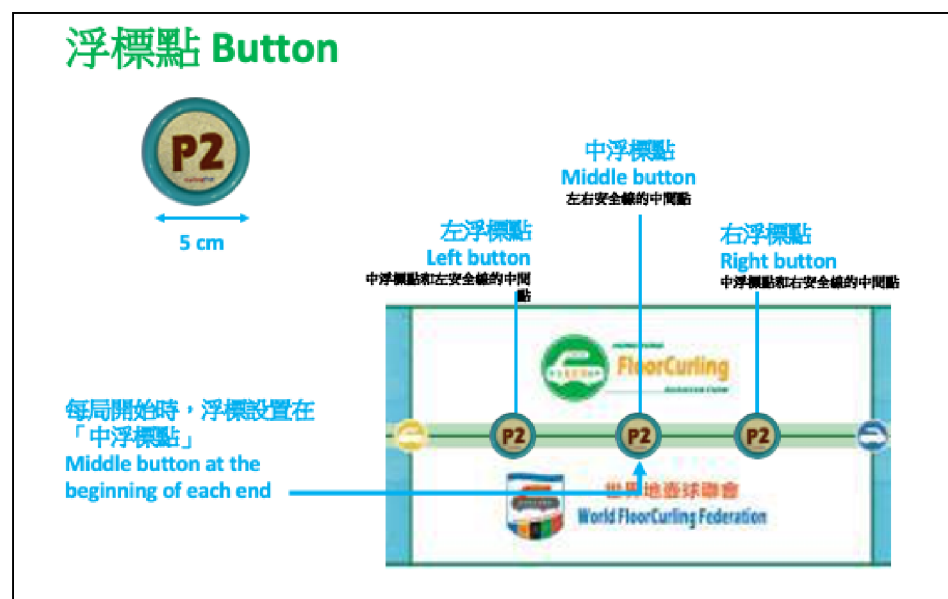 浮標點 Button
P2
5 cm
中浮標點
Middle button
左右安全線的中間點
左浮標點
Left button
中浮標點和左安全線的中間
點
右浮標點
Right button
中浮標點和右安全線的中間點
FloorCurling
P2
P2
P2
每局開始時，浮標設置在
「中浮標點」
Middle button at the
beginning of each end
世界地壺球聯會
World FloorCurling Federation